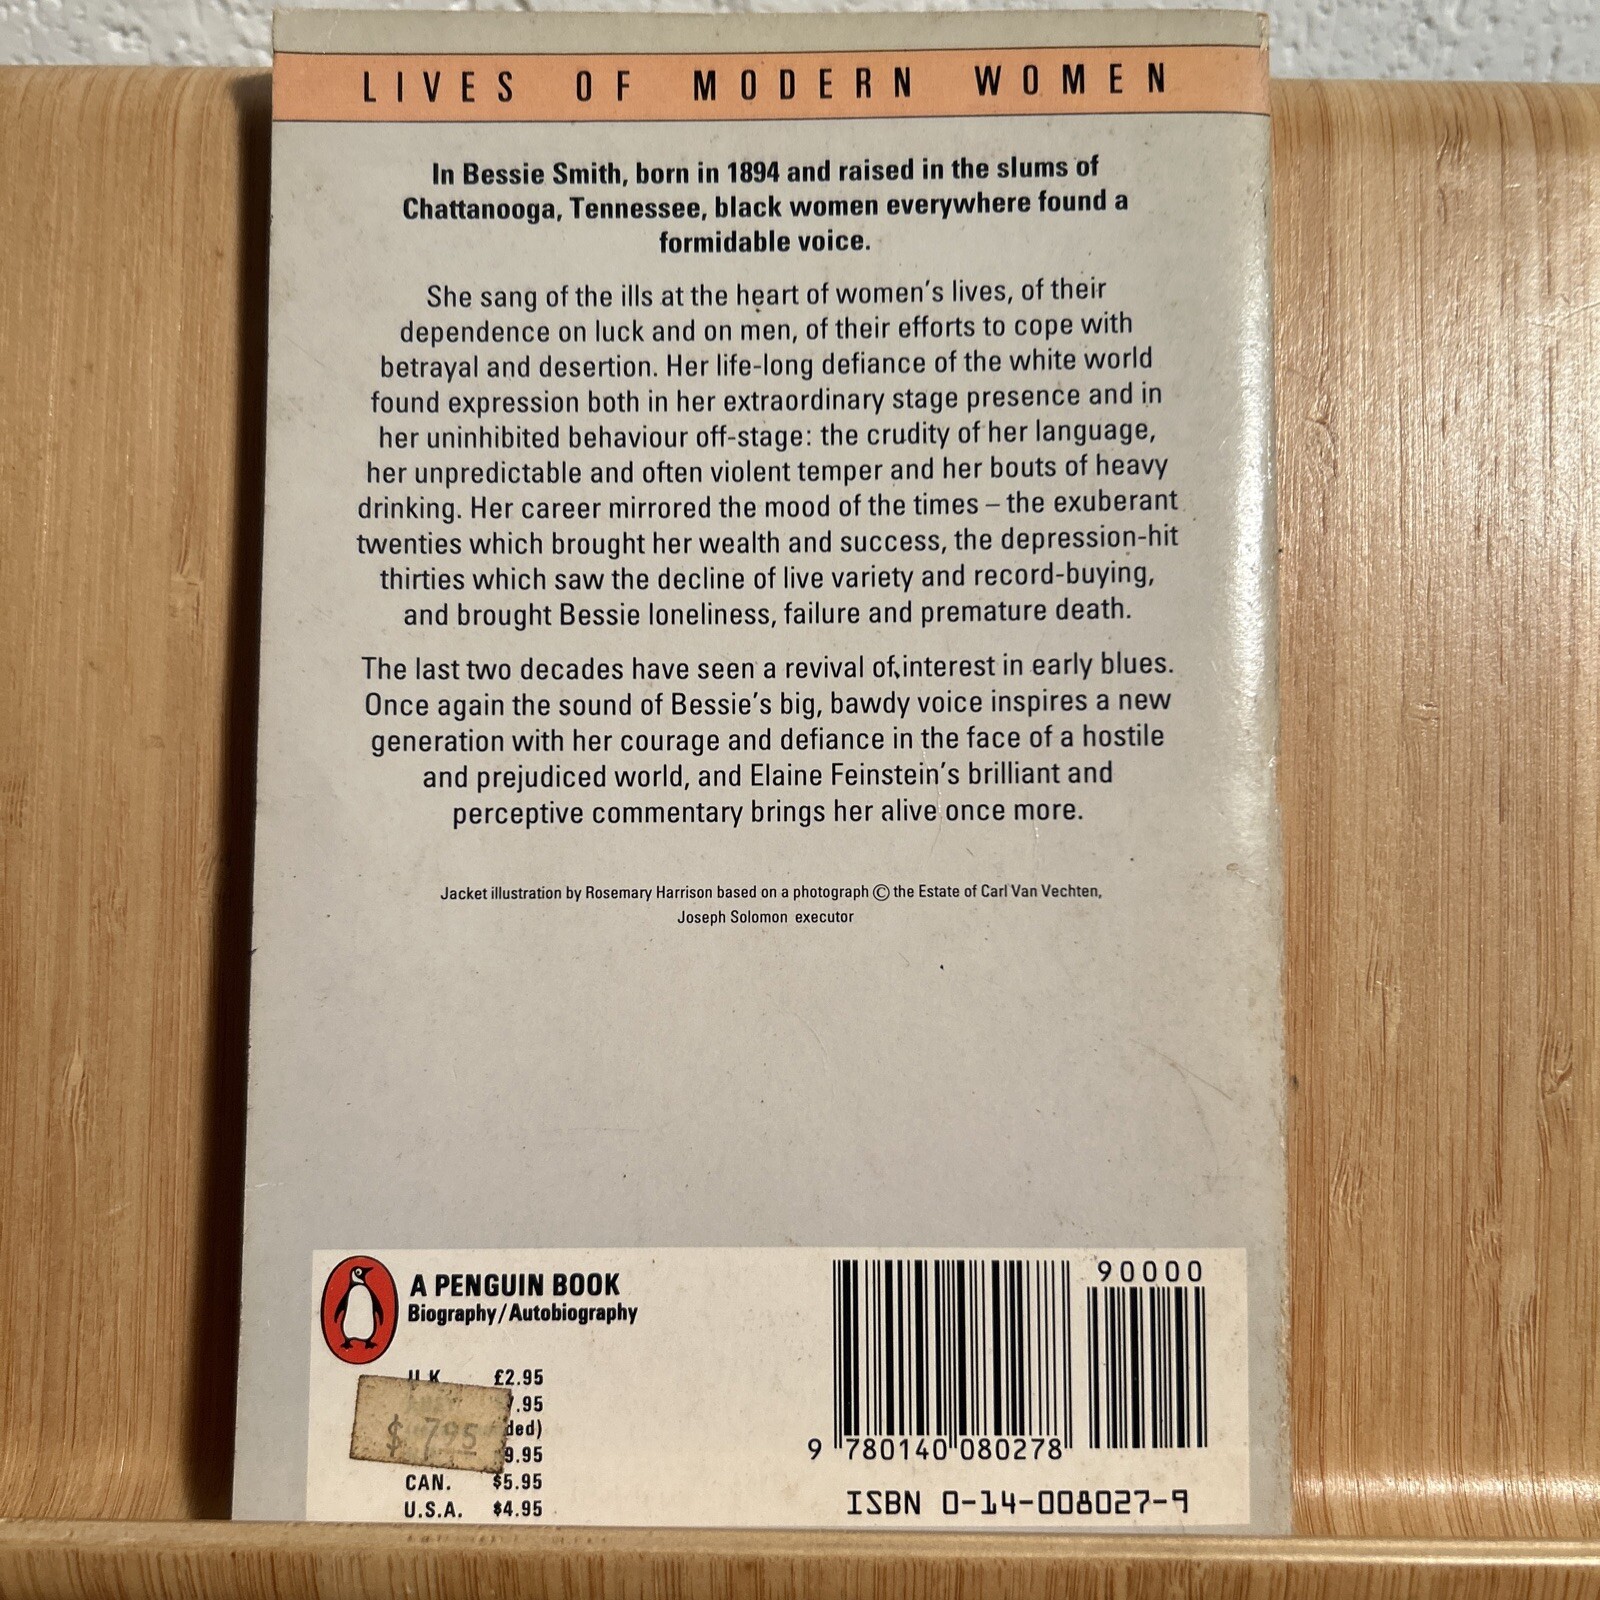 LIVES OF MODERN WOMEN
In Bessie Smith, born in 1894 and raised in the slums of
Chattanooga, Tennessee, black women everywhere found a
formidable voice.
She sang of the ills at the heart of women's lives, of their
dependence on luck and on men, of their efforts to cope with
betrayal and desertion. Her life-long defiance of the white world
found expression both in her extraordinary stage presence and in
her uninhibited behaviour off-stage: the crudity of her language,
her unpredictable and often violent temper and her bouts of heavy
drinking. Her career mirrored the mood of the times – the exuberant
twenties which brought her wealth and success, the depression-hit
thirties which saw the decline of live variety and record-buying,
and brought Bessie loneliness, failure and premature death.
The last two decades have seen a revival of interest in early blues.
Once again the sound of Bessie's big, bawdy voice inspires a new
generation with her courage and defiance in the face of a hostile
and prejudiced world, and Elaine Feinstein's brilliant and
perceptive commentary brings her alive once more.
Jacket illustration by Rosemary Harrison based on a photograph © the Estate of Carl Van Vechten,
Joseph Solomon executor
A PENGUIN BOOK
Biography/Autobiography
U.K. £2.95
$7.95
CAN. $5.95
U.S.A. $4.95
90000
9 780140 080278
ISBN 0-14-008027-9